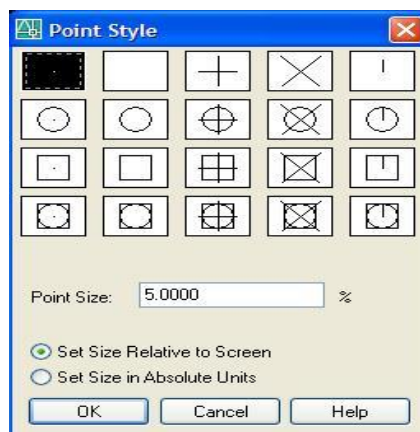 Point Style
Point Size: 5.0000 %
Set Size Relative to Screen
Set Size in Absolute Units
OK Cancel Help